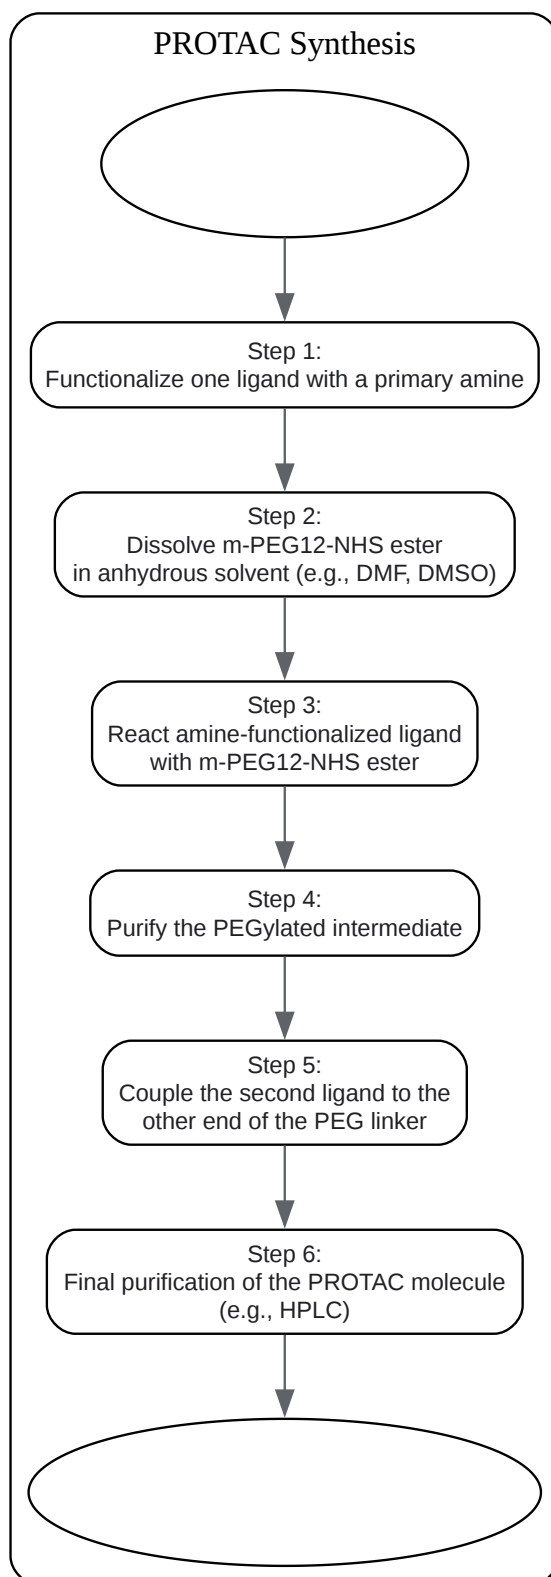 PROTAC Synthesis
Step 1:
Functionalize one ligand with a primary amine
Step 2:
Dissolve m-PEG12-NHS ester
in anhydrous solvent (e.g., DMF, DMSO)
Step 3:
React amine-functionalized ligand
with m-PEG12-NHS ester
Step 4:
Purify the PEGylated intermediate
Step 5:
Couple the second ligand to the
other end of the PEG linker
Step 6:
Final purification of the PROTAC molecule
(e.g., HPLC)